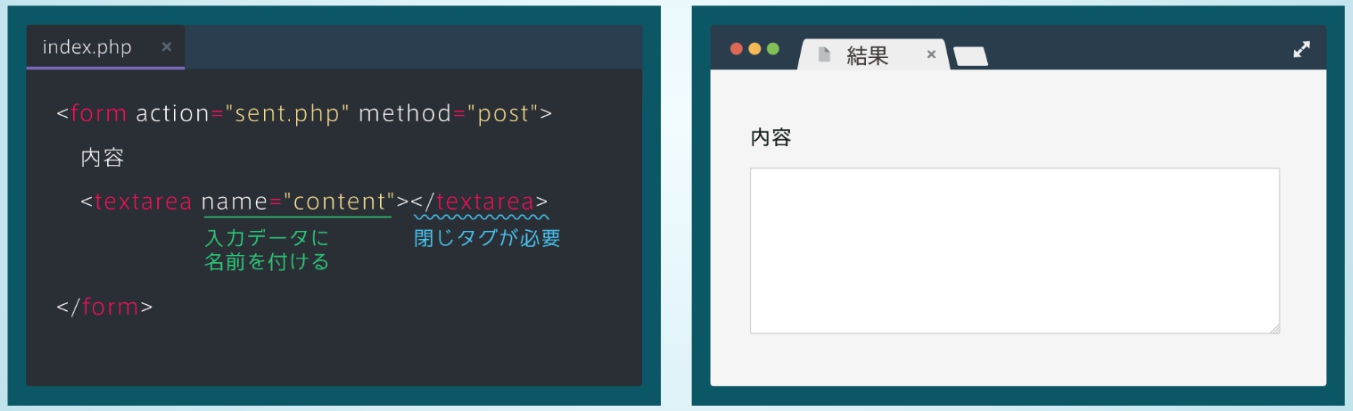 index.php ×
<form action="sent.php" method="post">
内容
<textarea name="content"></textarea>
入力データに
名前を付ける
閉じタグが必要
</form>
結果 ×
内容